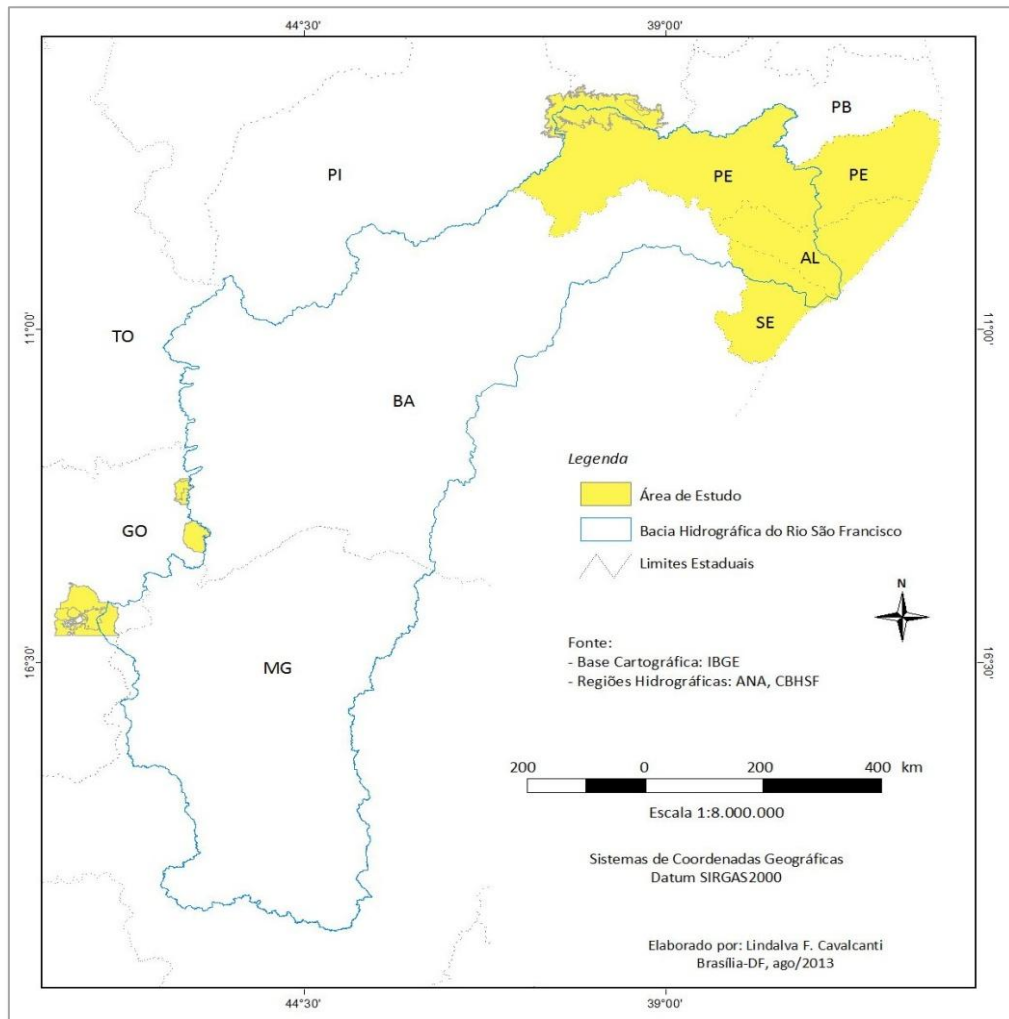 44°30' 39°00'
PB
PI PE PE
AL
SE
11°00' TO 11°00'
BA
Legenda
Área de Estudo
GO
Bacia Hidrográfica do Rio São Francisco
Limites Estaduais
N
Fonte:
- Base Cartográfica: IBGE
16°30' MG 16°30'
- Regiões Hidrográficas: ANA, CBHSF
200 0 200 400 km
Escala 1:8.000.000
Sistemas de Coordenadas Geográficas
Datum SIRGAS2000
Elaborado por: Lindalva F. Cavalcanti
Brasília-DF, ago/2013
44°30' 39°00'